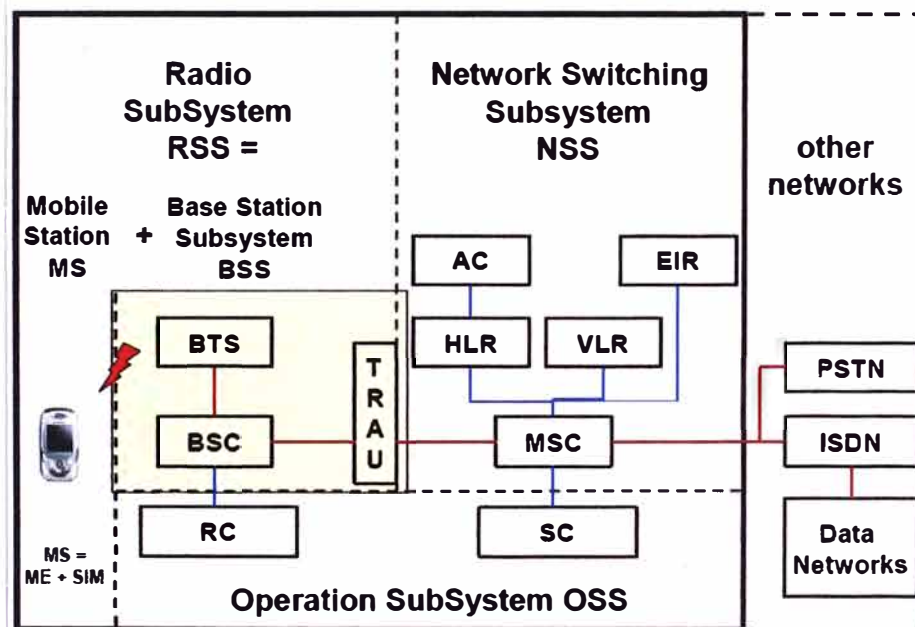 Radio
SubSystem
RSS =
Mobile
Station
MS
+
Base Station
Subsystem
BSS
Network Switching
Subsystem
NSS
other
networks
AC
EIR
BTS
HLR
VLR
PSTN
T
R
A
U
BSC
MSC
ISDN
RC
SC
Data
Networks
MS =
ME + SIM
Operation SubSystem OSS